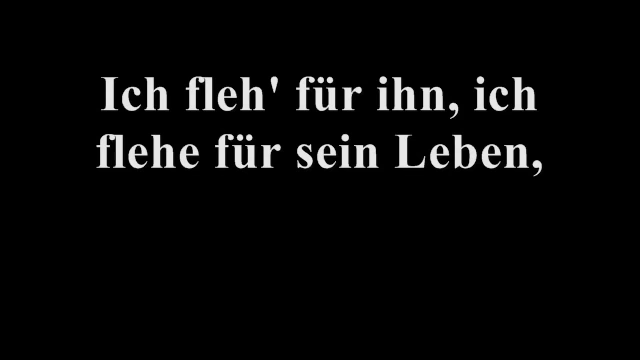 Ich fleh' für ihn, ich
flehe für sein Leben,